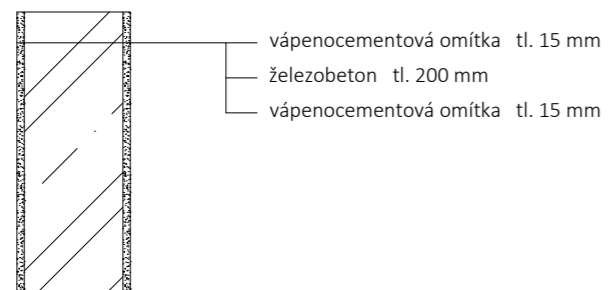 vápenocementová omítka tl. 15 mm
železobeton tl. 200 mm
vápenocementová omítka tl. 15 mm